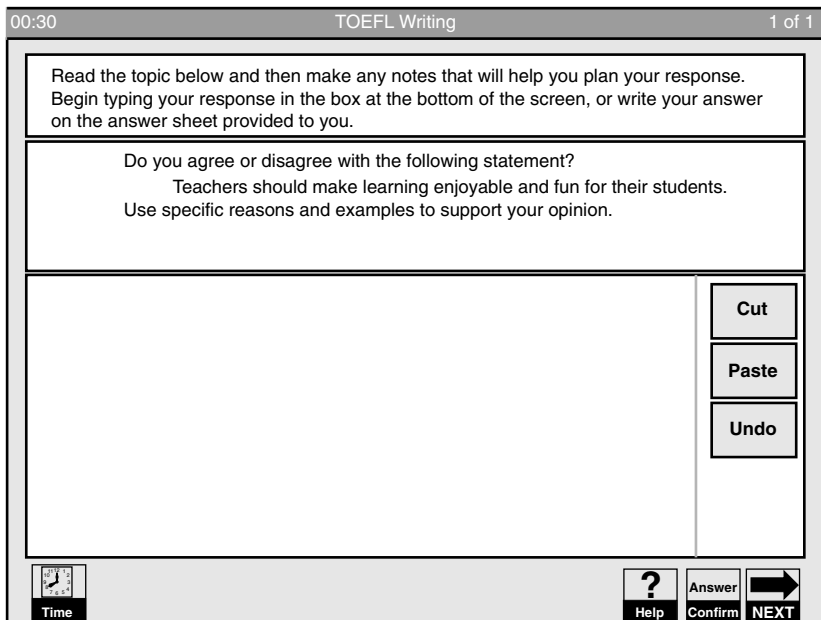 00:30 TOEFL Writing 1 of 1
Read the topic below and then make any notes that will help you plan your response.
Begin typing your response in the box at the bottom of the screen, or write your answer
on the answer sheet provided to you.
Do you agree or disagree with the following statement?
Teachers should make learning enjoyable and fun for their students.
Use specific reasons and examples to support your opinion.
Cut
Paste
Undo
Time
?
Help
Answer
Confirm
NEXT